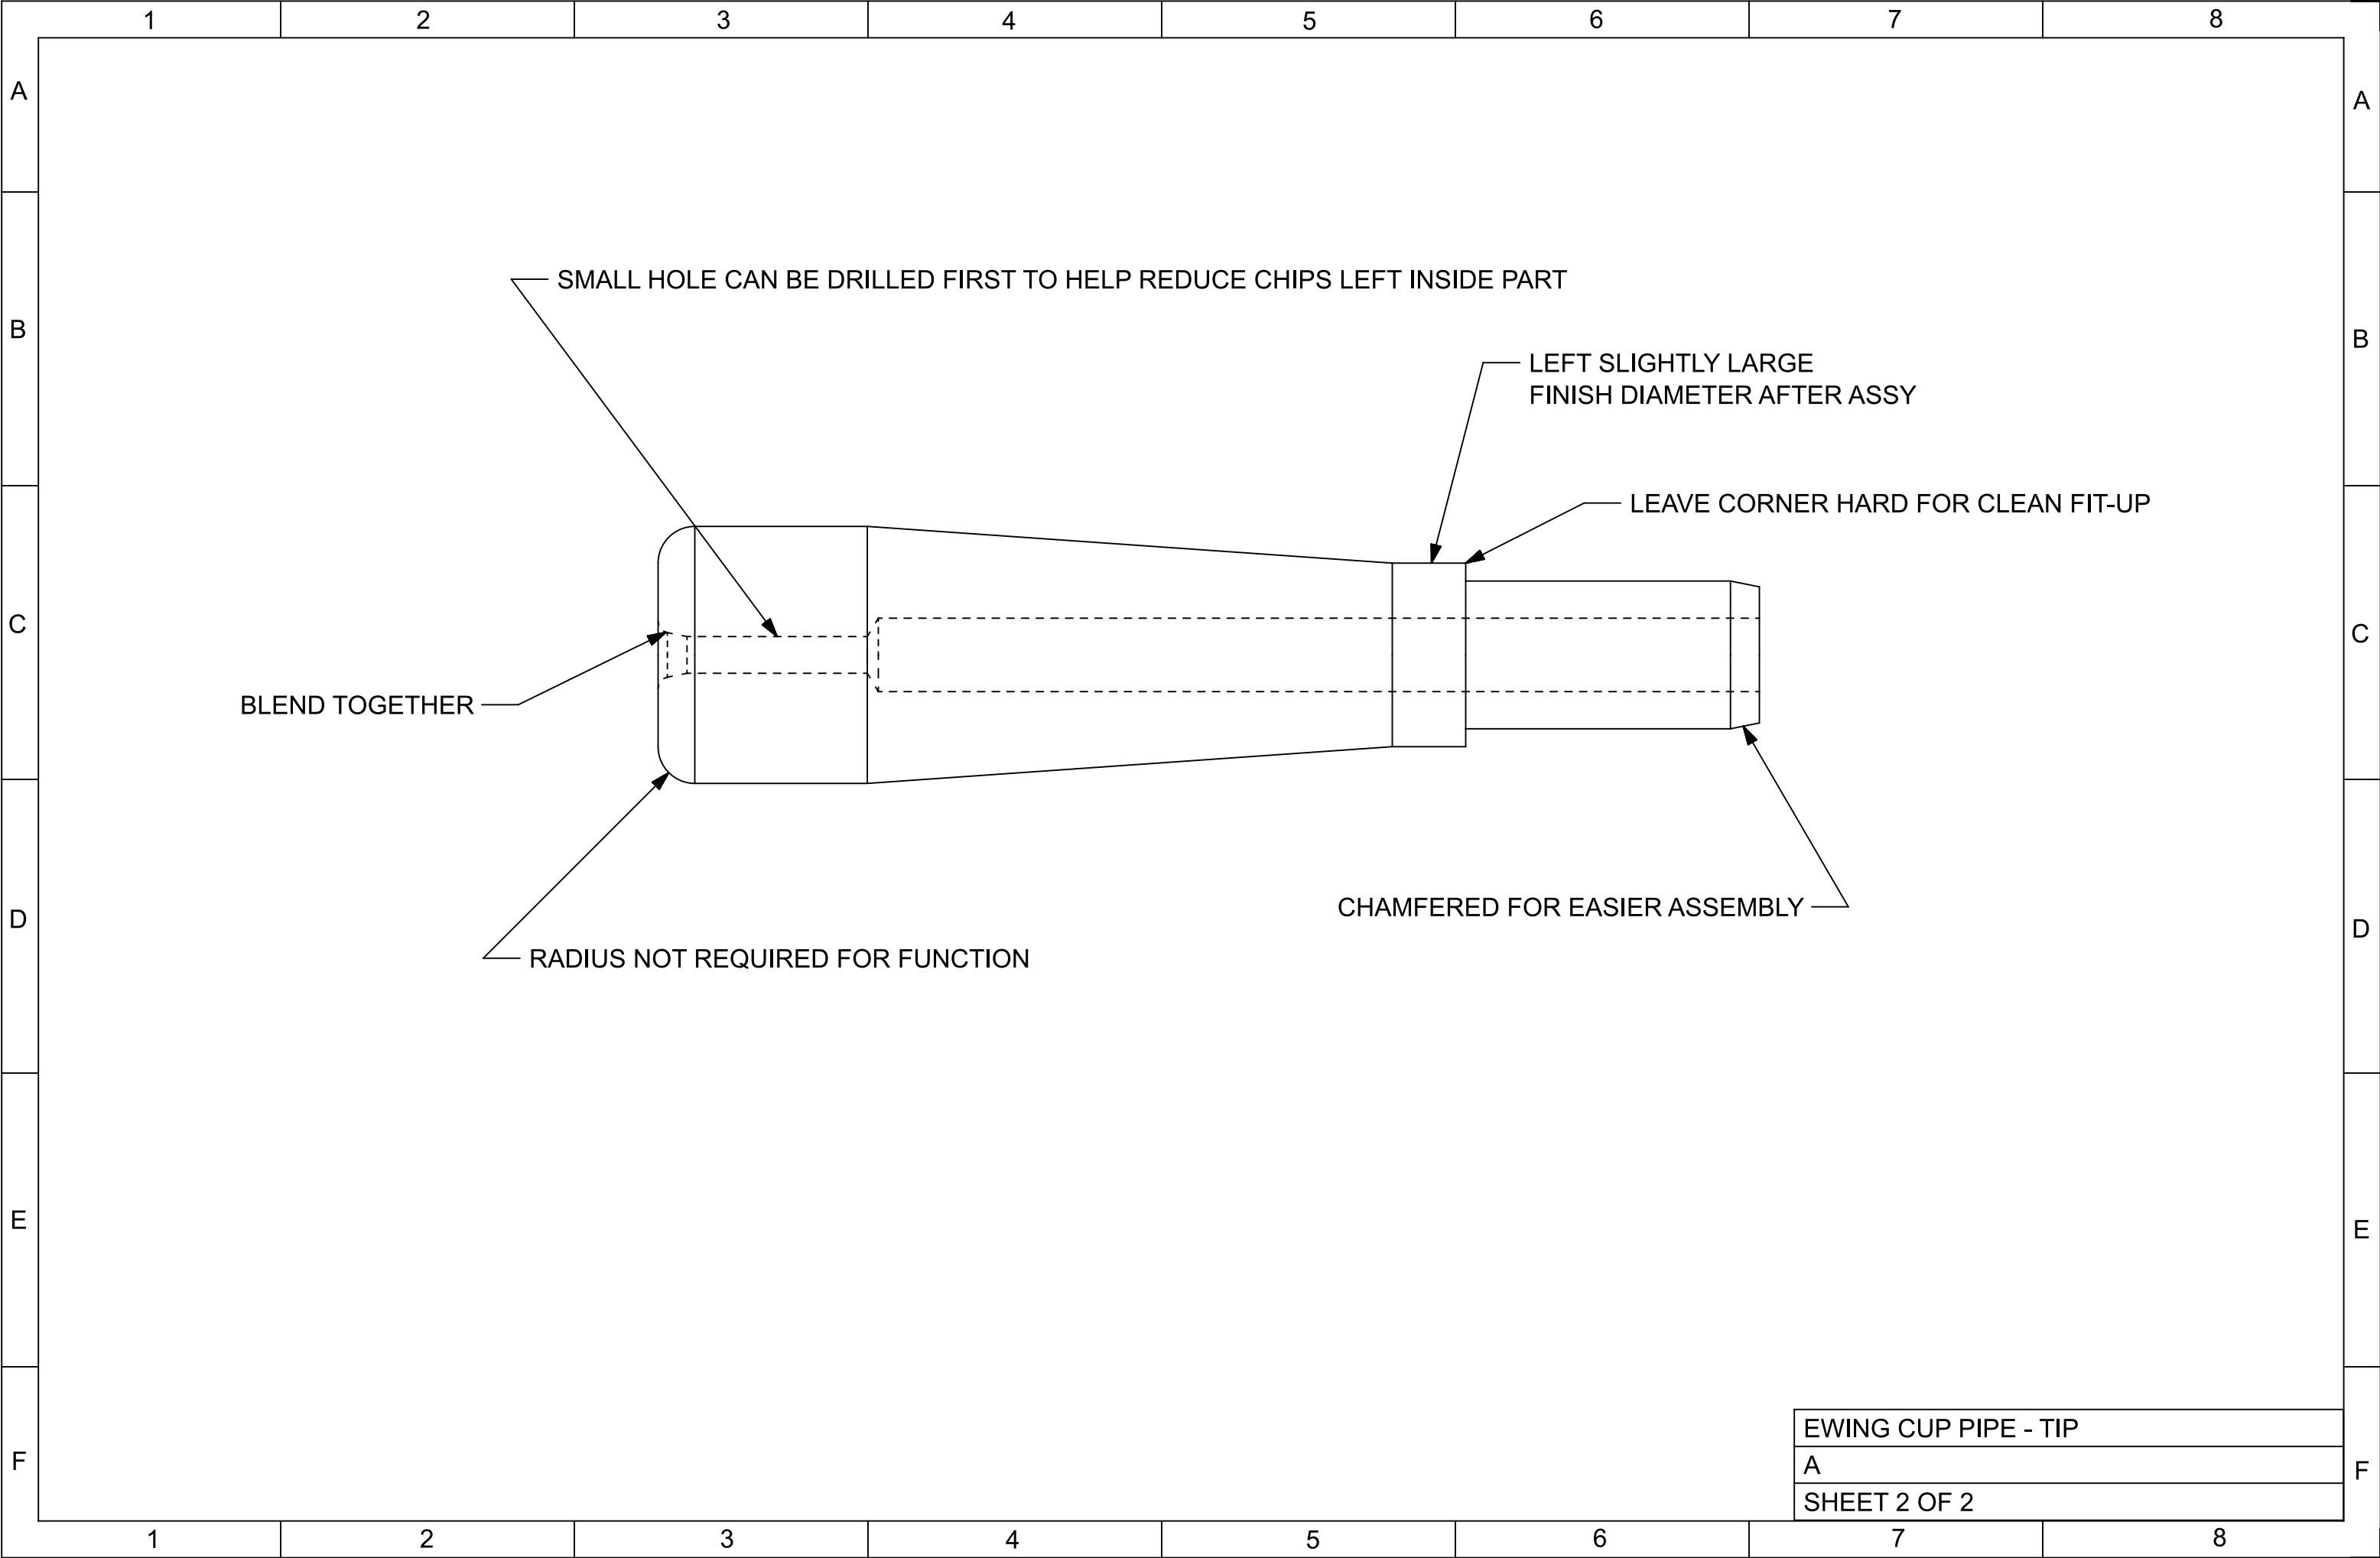 1 2 3 4 5 6 7 8
A A
SMALL HOLE CAN BE DRILLED FIRST TO HELP REDUCE CHIPS LEFT INSIDE PART
B B
LEFT SLIGHTLY LARGE
FINISH DIAMETER AFTER ASSY
LEAVE CORNER HARD FOR CLEAN FIT-UP
C C
BLEND TOGETHER
CHAMFERED FOR EASIER ASSEMBLY
D D
RADIUS NOT REQUIRED FOR FUNCTION
E E
EWING CUP PIPE - TIP
F F
A
SHEET 2 OF 2
1 2 3 4 5 6 7 8